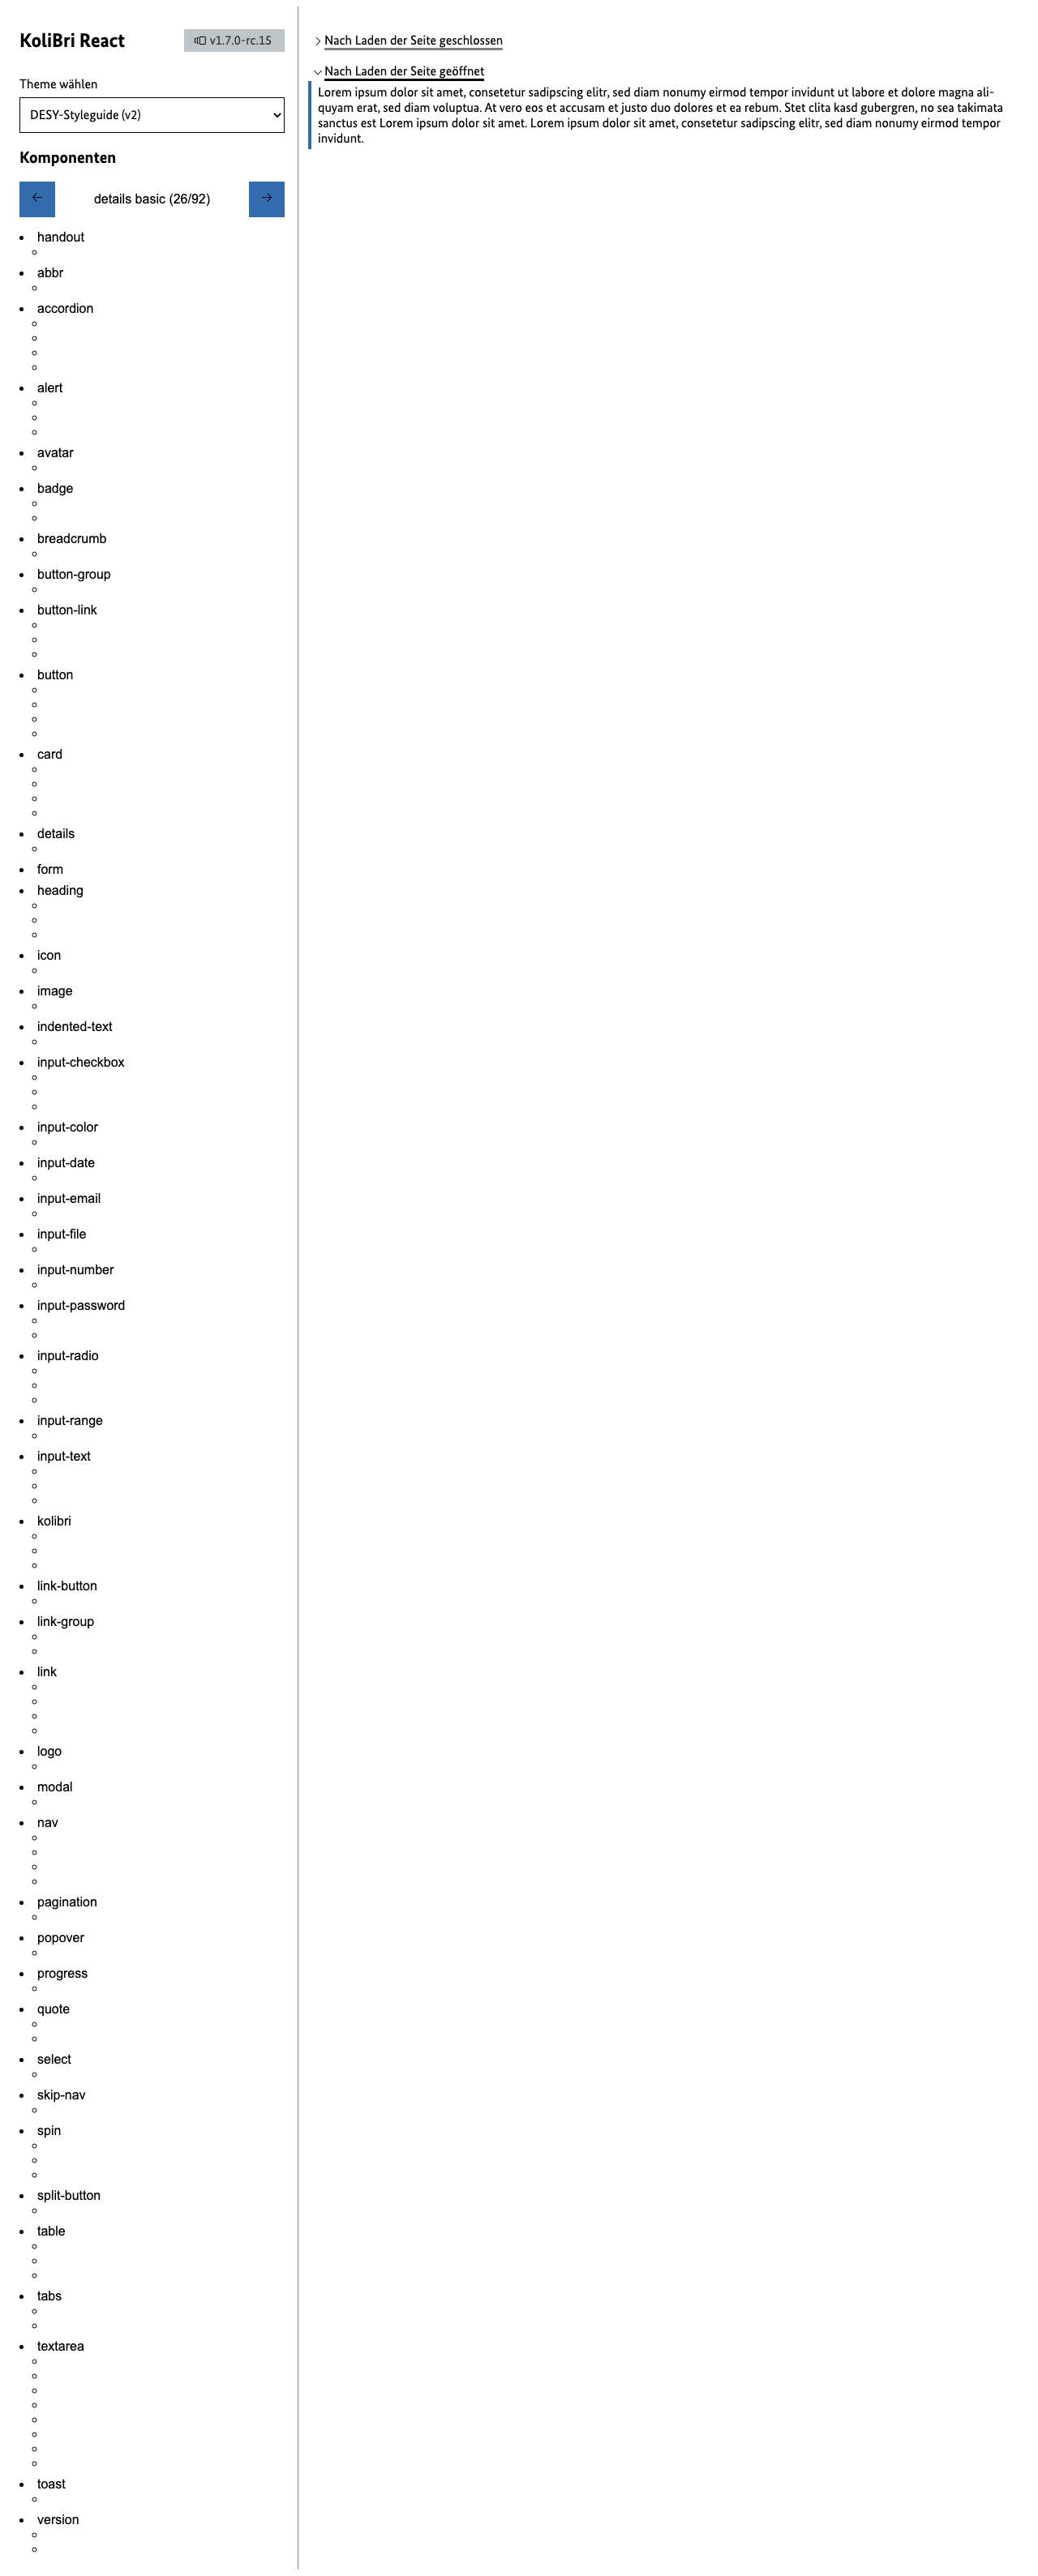 KoliBri React
v1.7.0-rc.15
Theme wählen
DESY-Styleguide (v2)
Komponenten
← details basic (26/92) →
handout
abbr
accordion
alert
avatar
badge
breadcrumb
button-group
button-link
button
card
details
form
heading
icon
image
indented-text
input-checkbox
input-color
input-date
input-email
input-file
input-number
input-password
input-radio
input-range
input-text
kolibri
link-button
link-group
link
logo
modal
nav
pagination
popover
progress
quote
select
skip-nav
spin
split-button
table
tabs
textarea
toast
version
Nach Laden der Seite geschlossen
Nach Laden der Seite geöffnet
Lorem ipsum dolor sit amet, consetetur sadipscing elitr, sed diam nonumy eirmod tempor invidunt ut labore et dolore magna ali-
quyam erat, sed diam voluptua. At vero eos et accusam et justo duo dolores et ea rebum. Stet clita kasd gubergren, no sea takimata
sanctus est Lorem ipsum dolor sit amet. Lorem ipsum dolor sit amet, consetetur sadipscing elitr, sed diam nonumy eirmod tempor
invidunt.